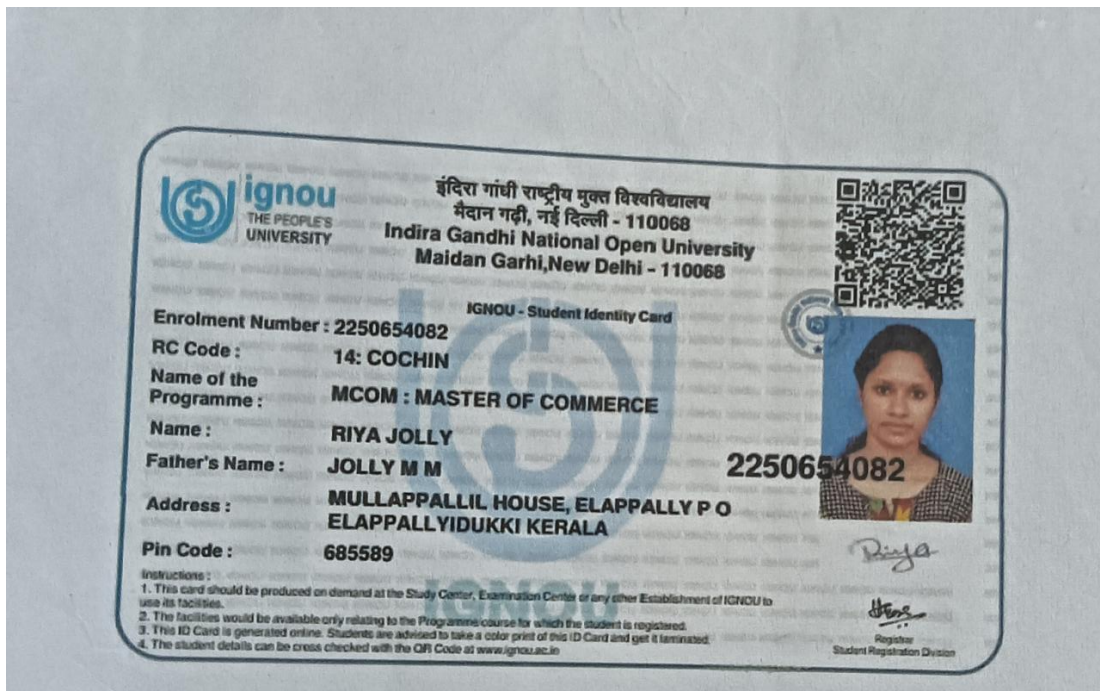 ignou
THE PEOPLE'S
UNIVERSITY
इंदिरा गांधी राष्ट्रीय मुक्त विश्वविद्यालय
मैदान गढ़ी, नई दिल्ली - 110068
Indira Gandhi National Open University
Maidan Garhi,New Delhi - 110068
IGNOU - Student Identity Card
Enrolment Number : 2250654082
RC Code : 14: COCHIN
Name of the
Programme : MCOM : MASTER OF COMMERCE
Name : RIYA JOLLY
Father's Name : JOLLY M M
2250654082
Address : MULLAPPALLIL HOUSE, ELAPPALLY P O
ELAPPALLYIDUKKI KERALA
Pin Code : 685589
Riya
IGNOU
Instructions :
1. This card should be produced on demand at the Study Center, Examination Center or any other Establishment of IGNOU to
use its facilities.
2. The facilities would be available only relating to the Programme/course for which the student is registered.
3. This ID Card is generated online. Students are advised to take a color print of this ID Card and get it laminated.
4. The student details can be cross checked with the QR Code at www.ignou.ac.in
Registrar
Student Registration Division